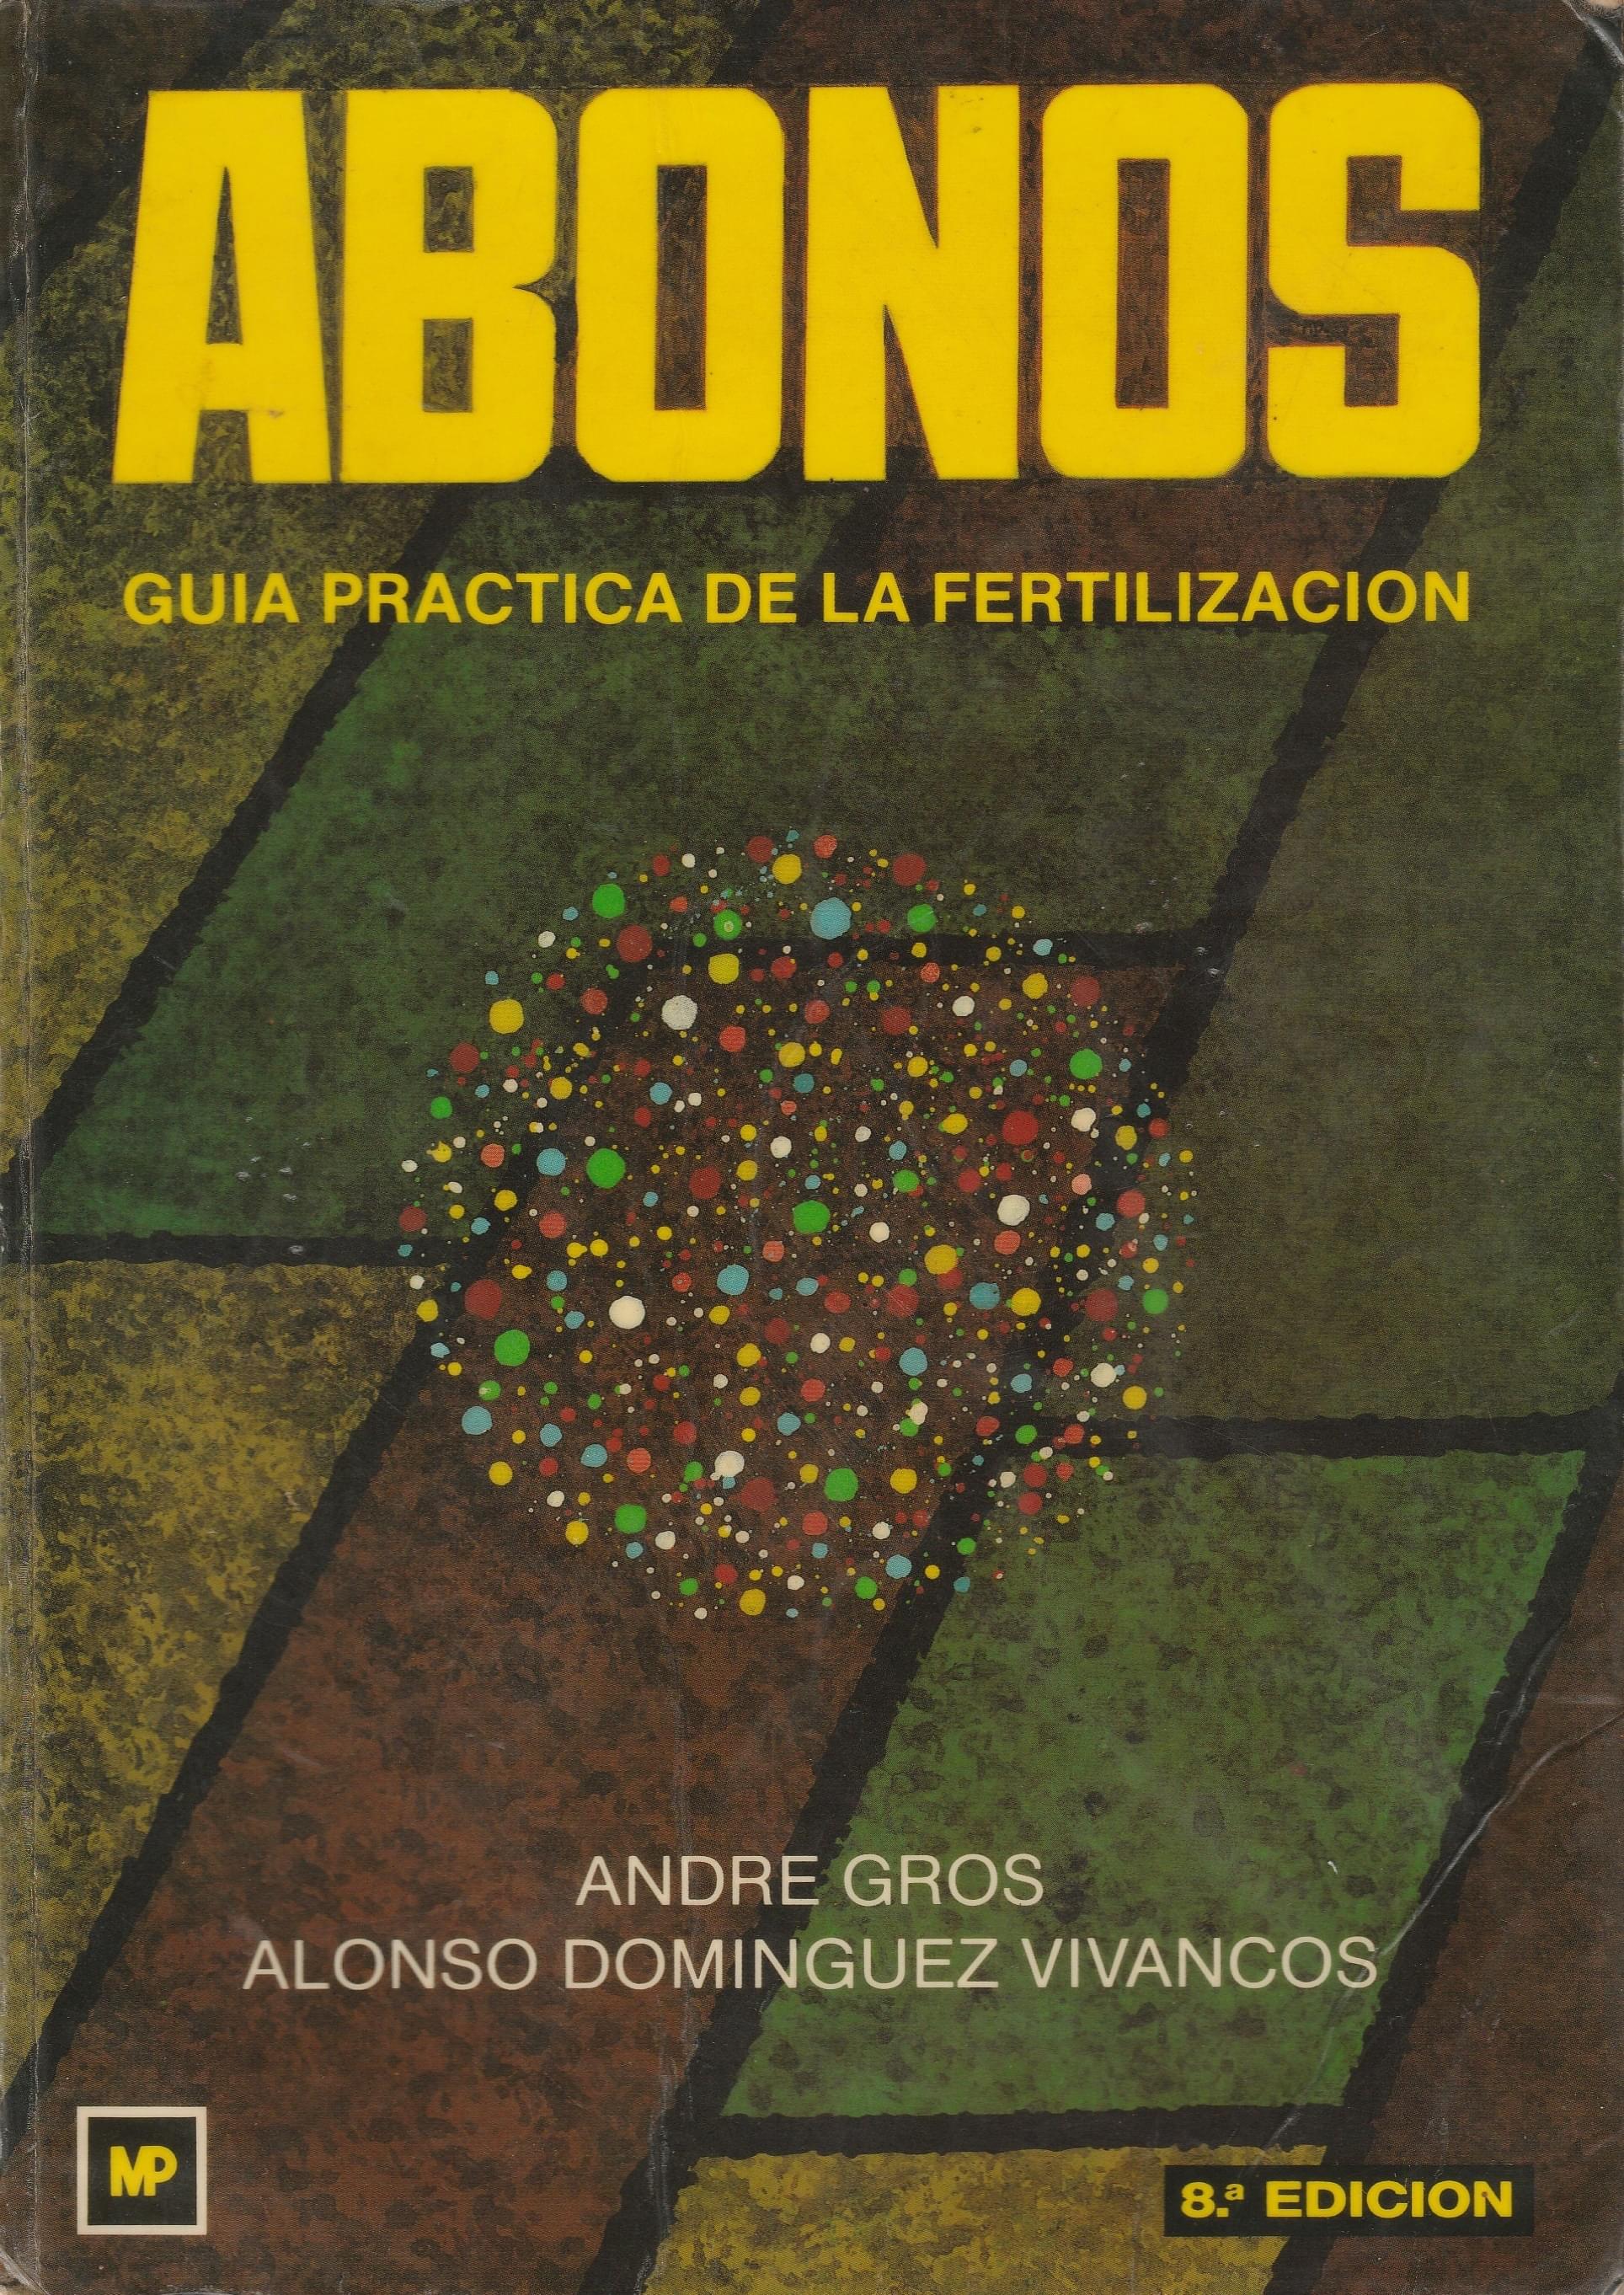 ABONOS
GUIA PRACTICA DE LA FERTILIZACION
ANDRE GROS
ALONSO DOMINGUEZ VIVANCOS
MP
8.ª EDICION